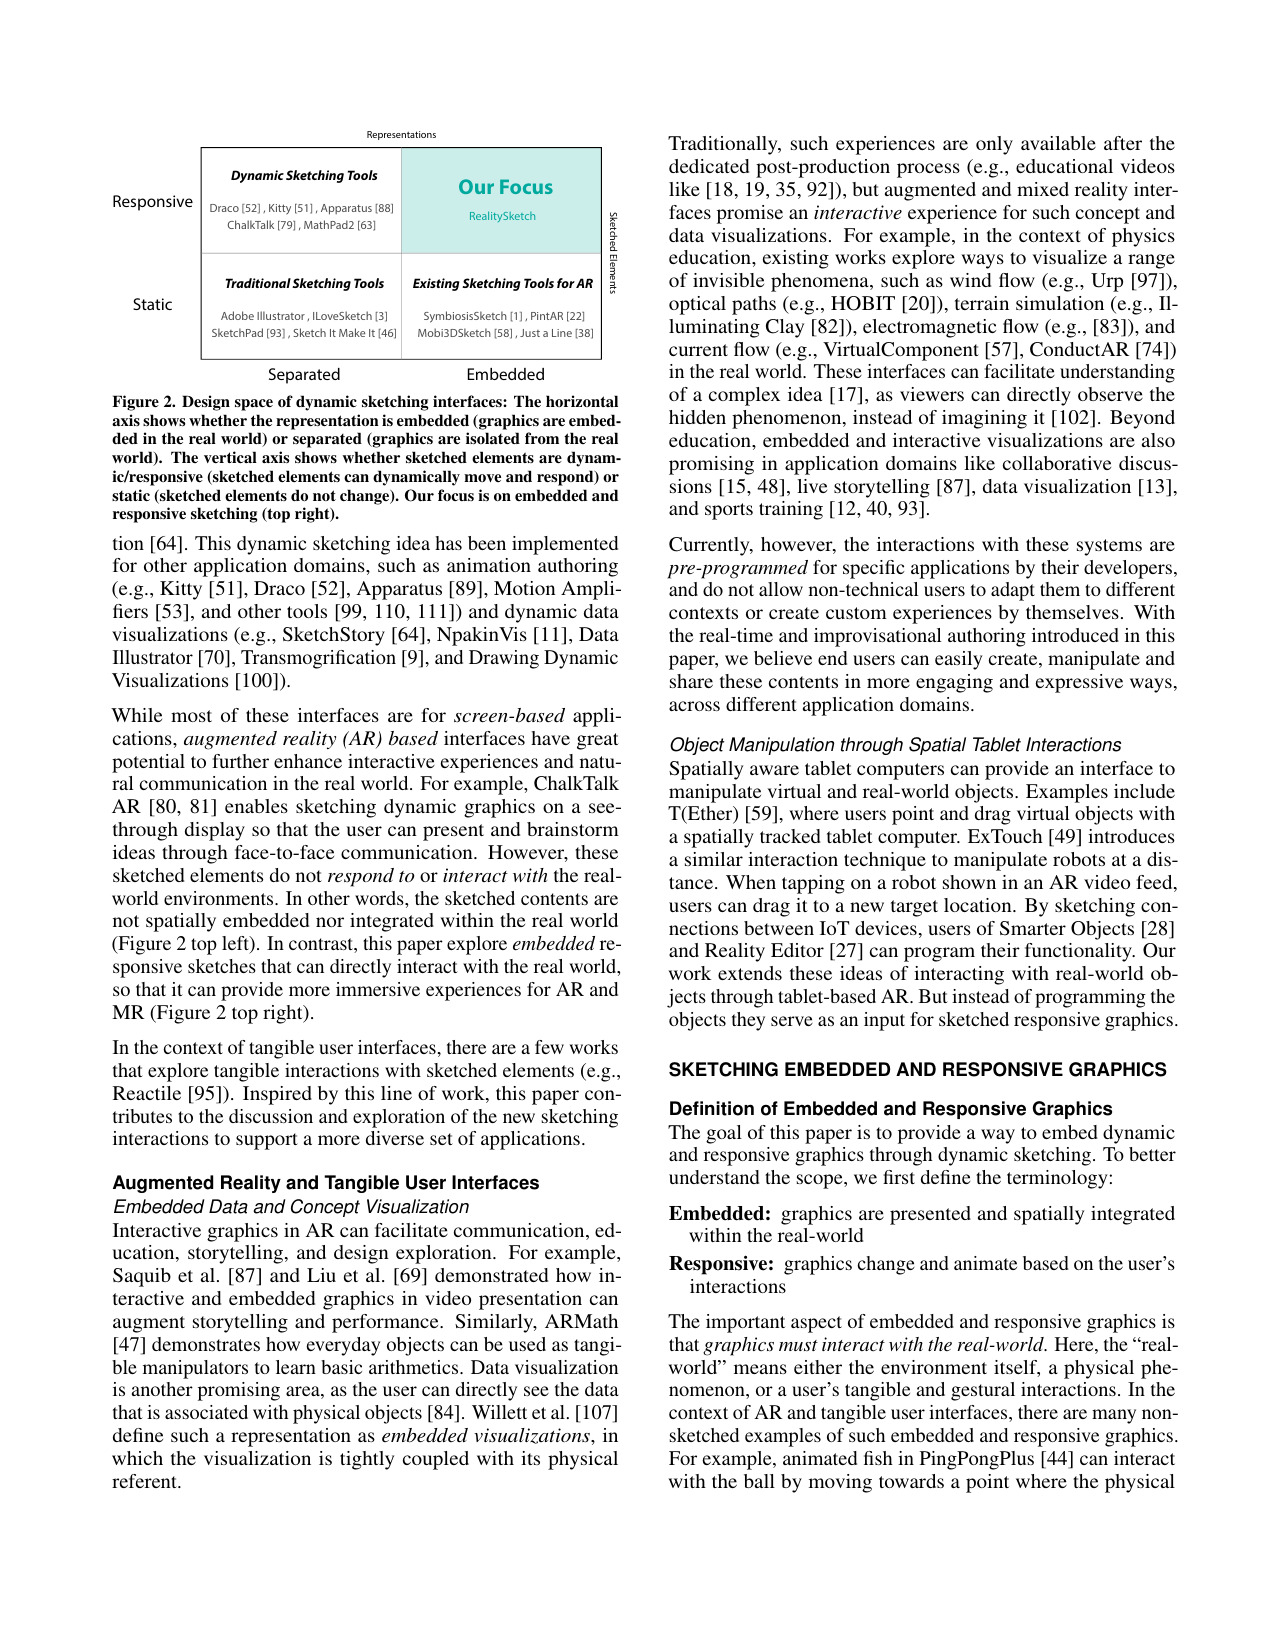 Representations
Responsive
Static
Dynamic Sketching Tools
Draco [52] , Kitty [51] , Apparatus [88]
ChalkTalk [79] , MathPad2 [63]
Our Focus
RealitySketch
Traditional Sketching Tools
Adobe Illustrator , ILoveSketch [3]
SketchPad [93] , Sketch It Make It [46]
Existing Sketching Tools for AR
SymbiosisSketch [1] , PintAR [22]
Mobi3DSketch [58] , Just a Line [38]
Sketched Elements
Separated
Embedded
Figure 2. Design space of dynamic sketching interfaces: The horizontal
axis shows whether the representation is embedded (graphics are embed-
ded in the real world) or separated (graphics are isolated from the real
world). The vertical axis shows whether sketched elements are dynam-
ic/responsive (sketched elements can dynamically move and respond) or
static (sketched elements do not change). Our focus is on embedded and
responsive sketching (top right).
tion [64]. This dynamic sketching idea has been implemented
for other application domains, such as animation authoring
(e.g., Kitty [51], Draco [52], Apparatus [89], Motion Ampli-
fiers [53], and other tools [99, 110, 111]) and dynamic data
visualizations (e.g., SketchStory [64], NpakinVis [11], Data
Illustrator [70], Transmogrification [9], and Drawing Dynamic
Visualizations [100]).
While most of these interfaces are for screen-based appli-
cations, augmented reality (AR) based interfaces have great
potential to further enhance interactive experiences and natu-
ral communication in the real world. For example, ChalkTalk
AR [80, 81] enables sketching dynamic graphics on a see-
through display so that the user can present and brainstorm
ideas through face-to-face communication. However, these
sketched elements do not respond to or interact with the real-
world environments. In other words, the sketched contents are
not spatially embedded nor integrated within the real world
(Figure 2 top left). In contrast, this paper explore embedded re-
sponsive sketches that can directly interact with the real world,
so that it can provide more immersive experiences for AR and
MR (Figure 2 top right).
In the context of tangible user interfaces, there are a few works
that explore tangible interactions with sketched elements (e.g.,
Reactile [95]). Inspired by this line of work, this paper con-
tributes to the discussion and exploration of the new sketching
interactions to support a more diverse set of applications.
Augmented Reality and Tangible User Interfaces
Embedded Data and Concept Visualization
Interactive graphics in AR can facilitate communication, ed-
ucation, storytelling, and design exploration. For example,
Saquib et al. [87] and Liu et al. [69] demonstrated how in-
teractive and embedded graphics in video presentation can
augment storytelling and performance. Similarly, ARMath
[47] demonstrates how everyday objects can be used as tangi-
ble manipulators to learn basic arithmetics. Data visualization
is another promising area, as the user can directly see the data
that is associated with physical objects [84]. Willett et al. [107]
define such a representation as embedded visualizations, in
which the visualization is tightly coupled with its physical
referent.
Traditionally, such experiences are only available after the
dedicated post-production process (e.g., educational videos
like [18, 19, 35, 92]), but augmented and mixed reality inter-
faces promise an interactive experience for such concept and
data visualizations. For example, in the context of physics
education, existing works explore ways to visualize a range
of invisible phenomena, such as wind flow (e.g., Urp [97]),
optical paths (e.g., HOBIT [20]), terrain simulation (e.g., Il-
luminating Clay [82]), electromagnetic flow (e.g., [83]), and
current flow (e.g., VirtualComponent [57], ConductAR [74])
in the real world. These interfaces can facilitate understanding
of a complex idea [17], as viewers can directly observe the
hidden phenomenon, instead of imagining it [102]. Beyond
education, embedded and interactive visualizations are also
promising in application domains like collaborative discus-
sions [15, 48], live storytelling [87], data visualization [13],
and sports training [12, 40, 93].
Currently, however, the interactions with these systems are
pre-programmed for specific applications by their developers,
and do not allow non-technical users to adapt them to different
contexts or create custom experiences by themselves. With
the real-time and improvisational authoring introduced in this
paper, we believe end users can easily create, manipulate and
share these contents in more engaging and expressive ways,
across different application domains.
Object Manipulation through Spatial Tablet Interactions
Spatially aware tablet computers can provide an interface to
manipulate virtual and real-world objects. Examples include
T(Ether) [59], where users point and drag virtual objects with
a spatially tracked tablet computer. ExTouch [49] introduces
a similar interaction technique to manipulate robots at a dis-
tance. When tapping on a robot shown in an AR video feed,
users can drag it to a new target location. By sketching con-
nections between IoT devices, users of Smarter Objects [28]
and Reality Editor [27] can program their functionality. Our
work extends these ideas of interacting with real-world ob-
jects through tablet-based AR. But instead of programming the
objects they serve as an input for sketched responsive graphics.
SKETCHING EMBEDDED AND RESPONSIVE GRAPHICS
Definition of Embedded and Responsive Graphics
The goal of this paper is to provide a way to embed dynamic
and responsive graphics through dynamic sketching. To better
understand the scope, we first define the terminology:
Embedded: graphics are presented and spatially integrated
within the real-world
Responsive: graphics change and animate based on the user's
interactions
The important aspect of embedded and responsive graphics is
that graphics must interact with the real-world. Here, the “real-
world” means either the environment itself, a physical phe-
nomenon, or a user's tangible and gestural interactions. In the
context of AR and tangible user interfaces, there are many non-
sketched examples of such embedded and responsive graphics.
For example, animated fish in PingPongPlus [44] can interact
with the ball by moving towards a point where the physical